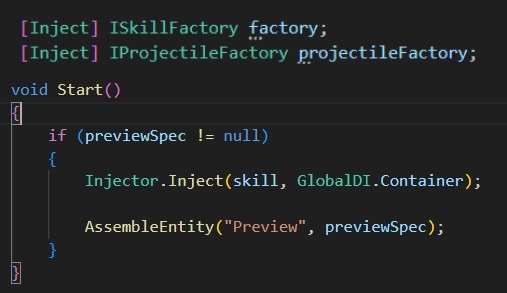 [Inject] ISkillFactory factory;
[Inject] IProjectileFactory projectileFactory;
void Start()
{
if (previewSpec != null)
{
Injector.Inject(skill, GlobalDI.Container);
AssembleEntity("Preview", previewSpec);
}
}